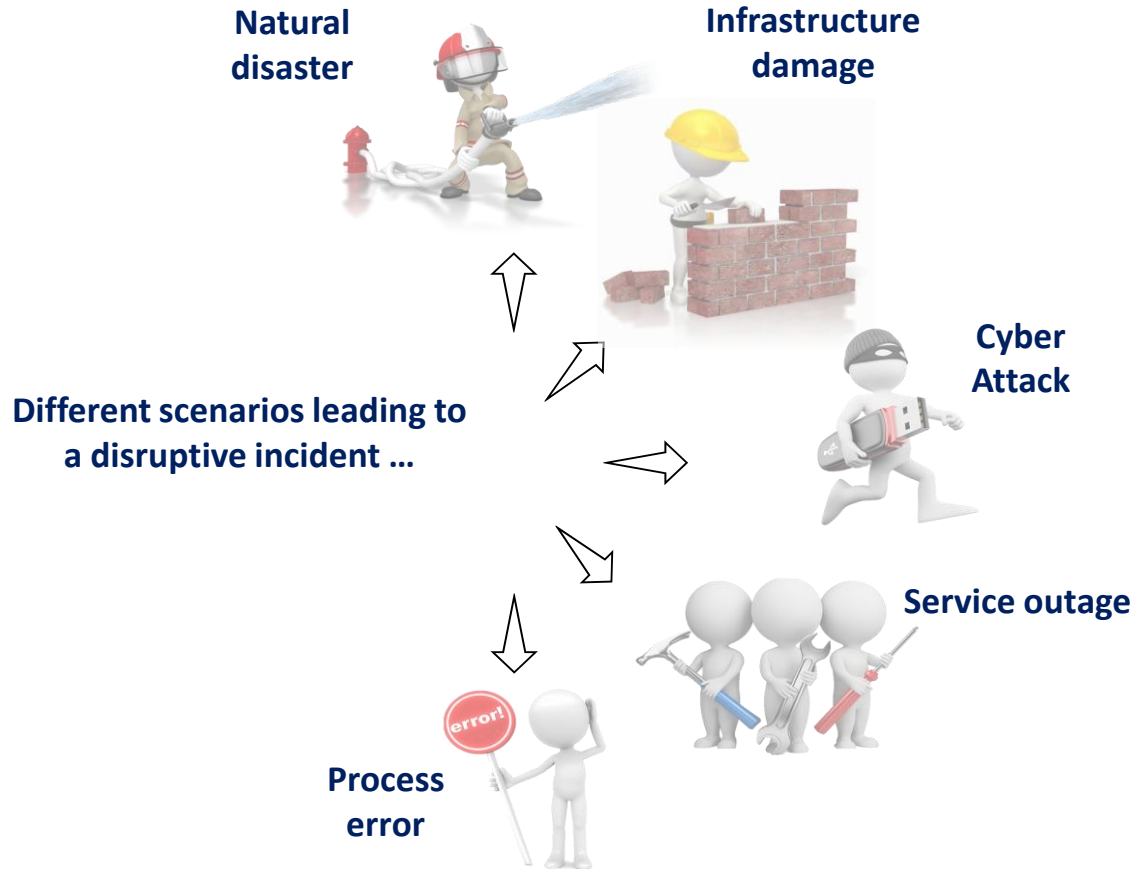 Natural
disaster
Infrastructure
damage
Different scenarios leading to
a disruptive incident ...
Cyber
Attack
Service outage
error!
Process
error